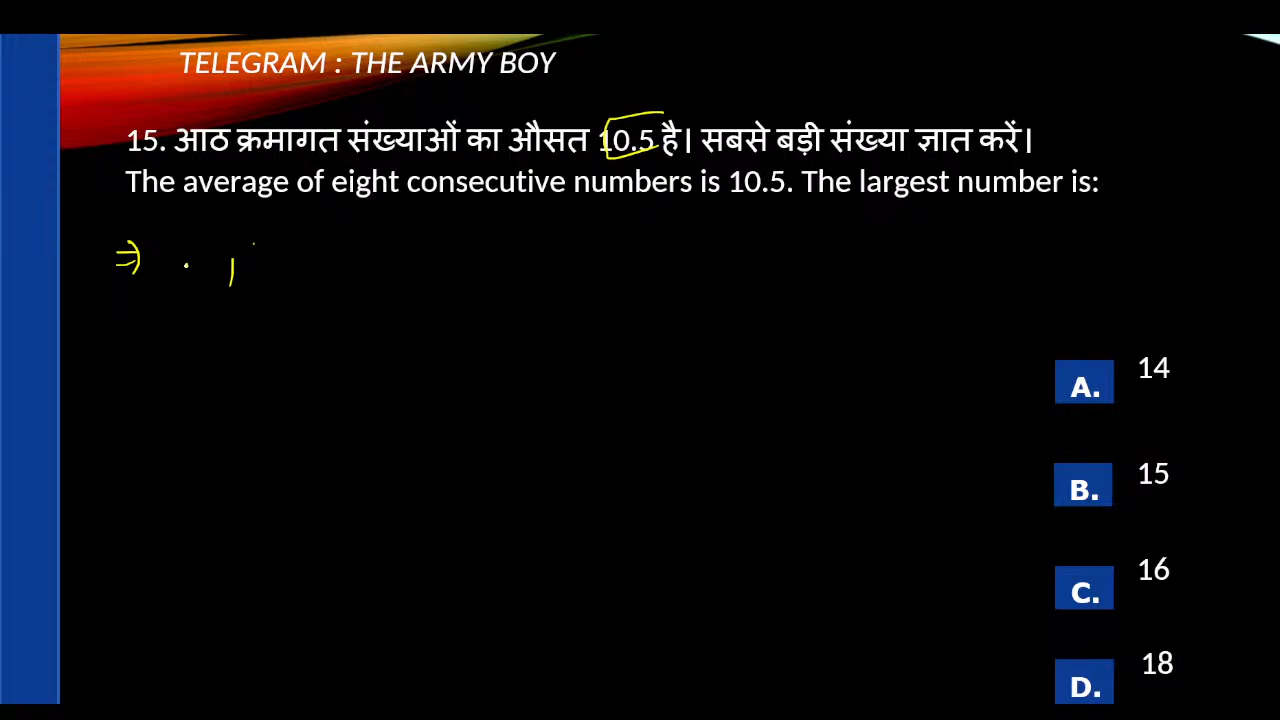 TELEGRAM : THE ARMY BOY
15. आठ क्रमागत संख्याओं का औसत 10.5 है। सबसे बड़ी संख्या ज्ञात करें।
The average of eight consecutive numbers is 10.5. The largest number is:
⇒ . ,
A. 14
B. 15
C. 16
D. 18